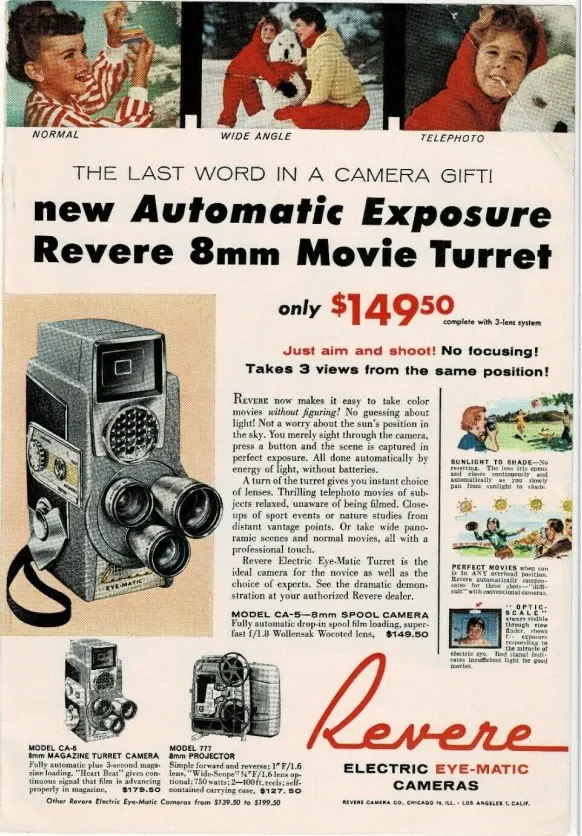 NORMAL
WIDE ANGLE
TELEPHOTO
THE LAST WORD IN A CAMERA GIFT!
new Automatic Exposure
Revere 8mm Movie Turret
only $149⁵⁰
complete with 3-lens system
Just aim and shoot! No focusing!
Takes 3 views from the same position!
REVERE now makes it easy to take color
movies without figuring! No guessing about
light! Not a worry about the sun's position in
the sky. You merely sight through the camera,
press a button and the scene is captured in
perfect exposure. All done automatically by
energy of light, without batteries.
A turn of the turret gives you instant choice
of lenses. Thrilling telephoto movies of sub-
jects relaxed, unaware of being filmed. Close-
ups of sport events or nature studies from
distant vantage points. Or take wide pano-
ramic scenes and normal movies, all with a
professional touch.
Revere Electric Eye-Matic Turret is the
ideal camera for the novice as well as the
choice of experts. See the dramatic demon-
stration at your authorized Revere dealer.
MODEL CA-5—8mm SPOOL CAMERA
Fully automatic drop-in spool film loading, super-
fast f/1.8 Wollensak Wocoted lens, $149.50
SUNLIGHT TO SHADE—No
resetting. The lens iris opens
and closes continuously and
automatically as you slowly
pan from sunlight to shade.
PERFECT MOVIES when sun
is in ANY overhead position.
Revere automatically compen-
sates for these shots—"diffi-
cult" with conventional cameras.
"OPTIC-
SCALE"
always visible
through view
finder, shows
f/- exposure
responding to
the miracle of
electric eye. Red signal indi-
cates insufficient light for good
movies.
EYE-MATIC
MODEL CA-6
8mm MAGAZINE TURRET CAMERA
Fully automatic plus 3-second maga-
zine loading. "Heart Beat" gives con-
tinuous signal that film is advancing
properly in magazine. $179.50
MODEL 777
8mm PROJECTOR
Simple forward and reverse; 1" F/1.6
lens, "Wide-Scope" ¾" F/1.6 lens op-
tional; 750 watts; 2—400 ft. reels; self-
contained carrying case, $127.50
Other Revere Electric Eye-Matic Cameras from $139.50 to $199.50
Revere
ELECTRIC EYE-MATIC
CAMERAS
REVERE CAMERA CO., CHICAGO 16, ILL. • LOS ANGELES 7, CALIF.